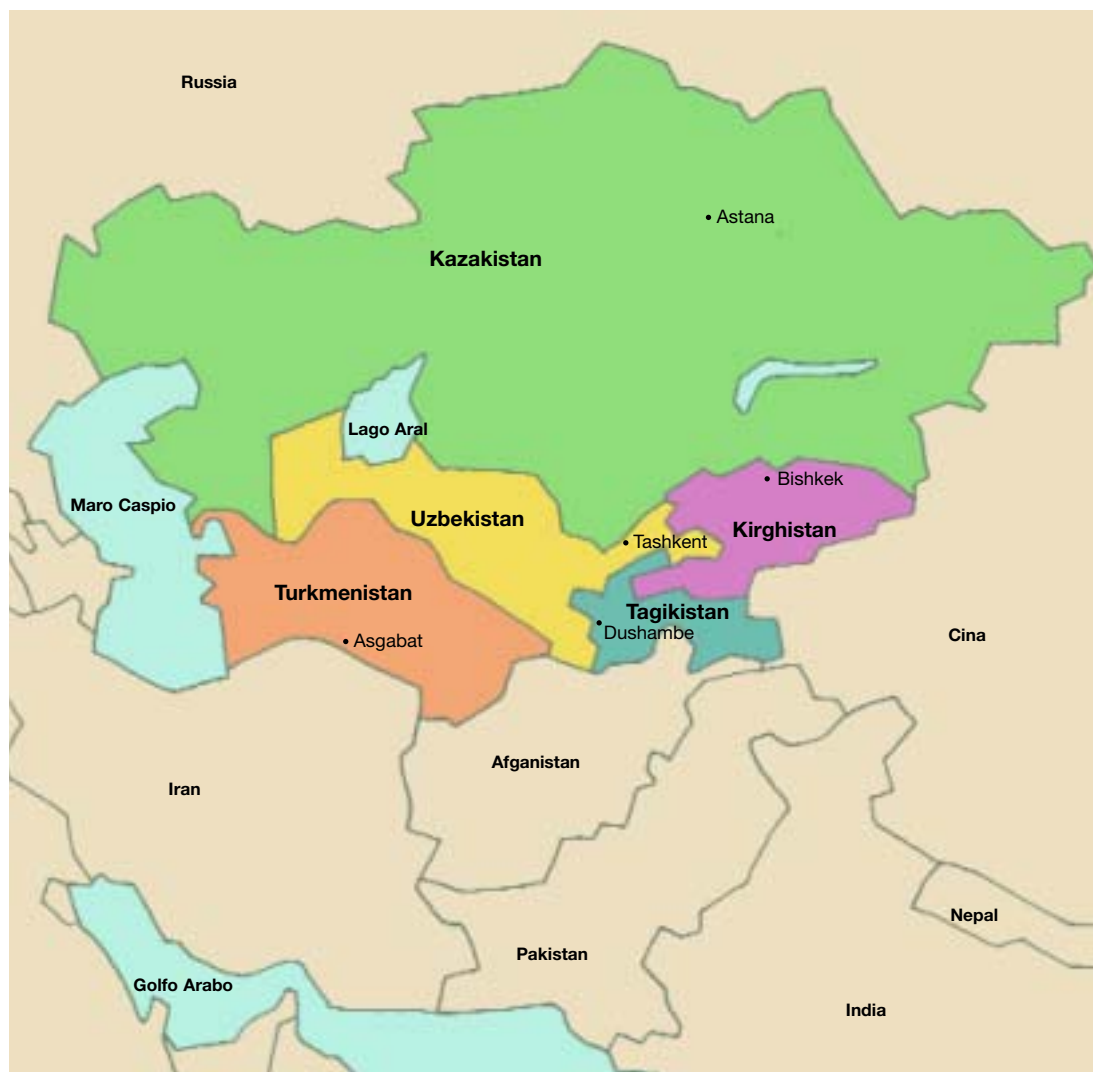 Russia
Astana
Kazakistan
Lago Aral
Bishkek
Maro Caspio
Uzbekistan
Kirghistan
Tashkent
Turkmenistan
Tagikistan
Dushambe
Cina
Asgabat
Afganistan
Iran
Nepal
Pakistan
Golfo Arabo
India